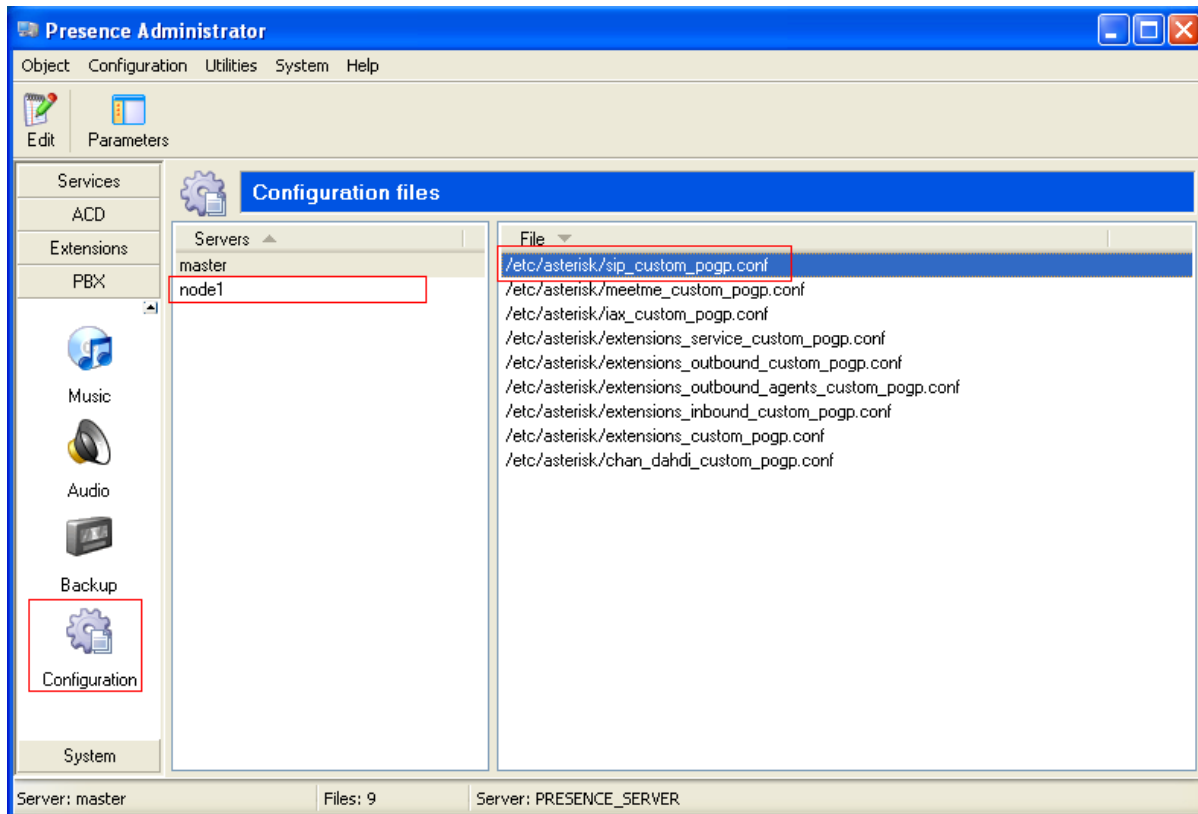 Presence Administrator
Object Configuration Utilities System Help
Edit Parameters
Services
ACD
Extensions
PBX
Music
Audio
Backup
Configuration
System
Configuration files
Servers
master
node1
File
/etc/asterisk/sip_custom_pogp.conf
/etc/asterisk/meetme_custom_pogp.conf
/etc/asterisk/iax_custom_pogp.conf
/etc/asterisk/extensions_service_custom_pogp.conf
/etc/asterisk/extensions_outbound_custom_pogp.conf
/etc/asterisk/extensions_outbound_agents_custom_pogp.conf
/etc/asterisk/extensions_inbound_custom_pogp.conf
/etc/asterisk/extensions_custom_pogp.conf
/etc/asterisk/chan_dahdi_custom_pogp.conf
Server: master Files: 9 Server: PRESENCE_SERVER